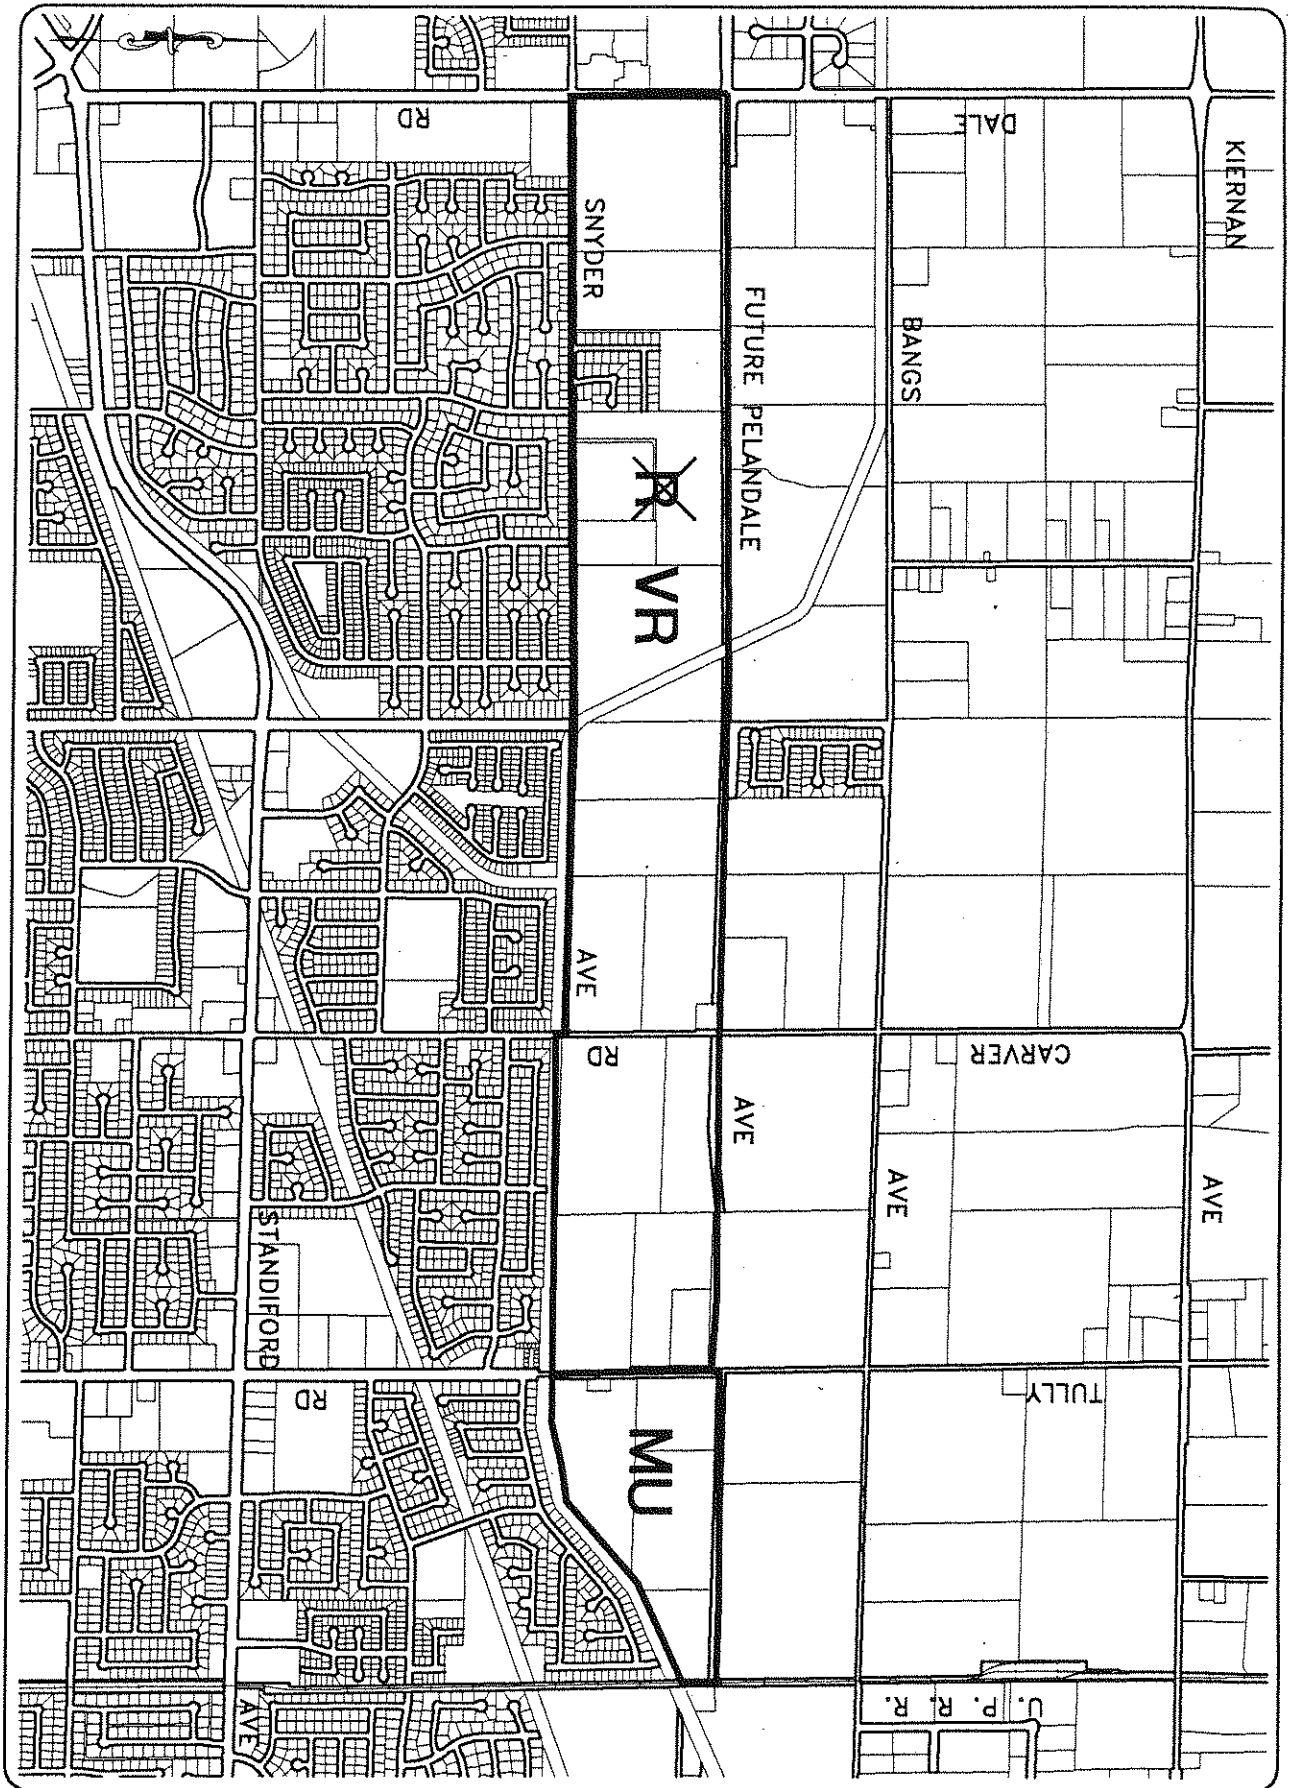 KIERNAN AVE
DALE RD
BANGS AVE
FUTURE PELANDALE AVE
SNYDER AVE
R
VR
CARVER RD
STANDIFORD AVE
TULLY RD
MU
U. P. R. R.